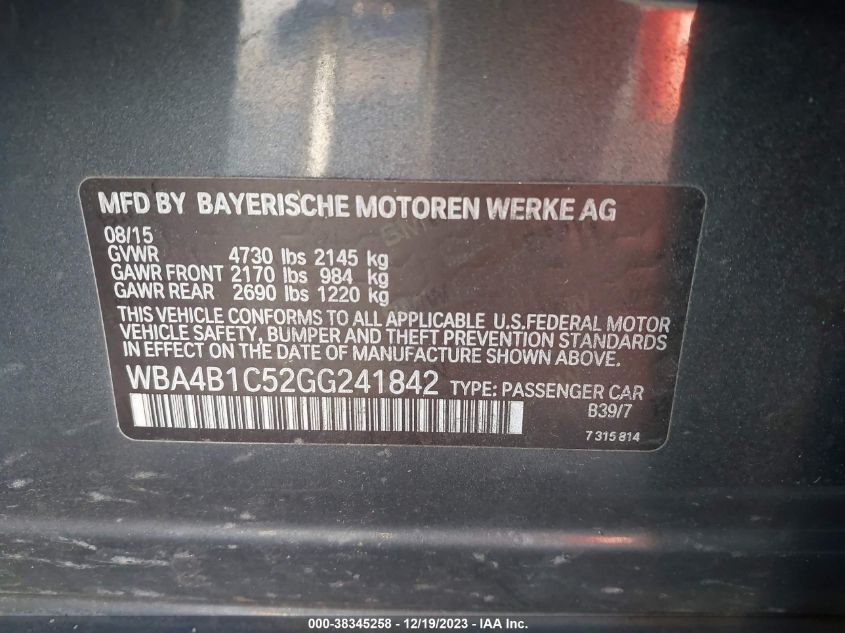 MFD BY BAYERISCHE MOTOREN WERKE AG
08/15
GVWR 4730 lbs 2145 kg
GAWR FRONT 2170 lbs 984 kg
GAWR REAR 2690 lbs 1220 kg
THIS VEHICLE CONFORMS TO ALL APPLICABLE U.S.FEDERAL MOTOR
VEHICLE SAFETY, BUMPER AND THEFT PREVENTION STANDARDS
IN EFFECT ON THE DATE OF MANUFACTURE SHOWN ABOVE.
WBA4B1C52GG241842 TYPE: PASSENGER CAR
B39/7
7 315 814
000-38345258 - 12/19/2023 - © IAA Inc.